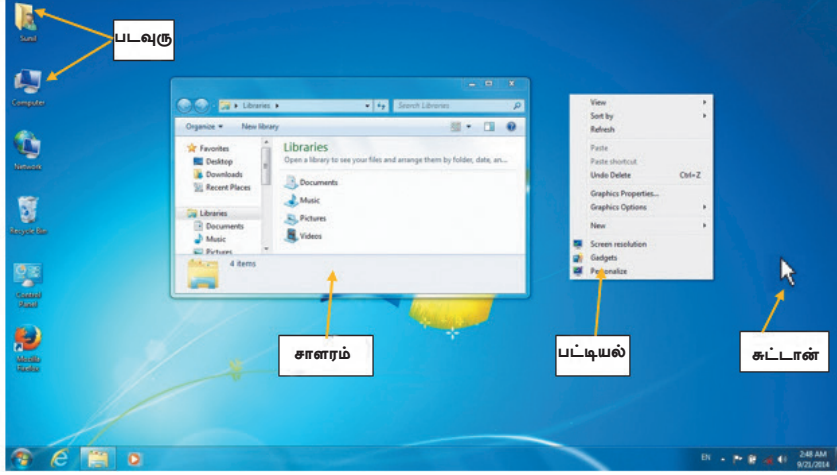 Sunil
படவுரு
Computer
Network
Recycle Bin
Control
Panel
Mozilla
Firefox
Libraries
Search Libraries
Organize
New library
Favorites
Desktop
Downloads
Recent Places
Libraries
Documents
Music
Pictures
Libraries
Open a library to see your files and arrange them by folder, date, an...
Documents
Music
Pictures
Videos
4 items
View
Sort by
Refresh
Paste
Paste shortcut
Undo Delete Ctrl+Z
Graphics Properties...
Graphics Options
New
Screen resolution
Gadgets
Personalize
சாளரம்
பட்டியல்
சுட்டான்
EN
2:48 AM
9/21/2014